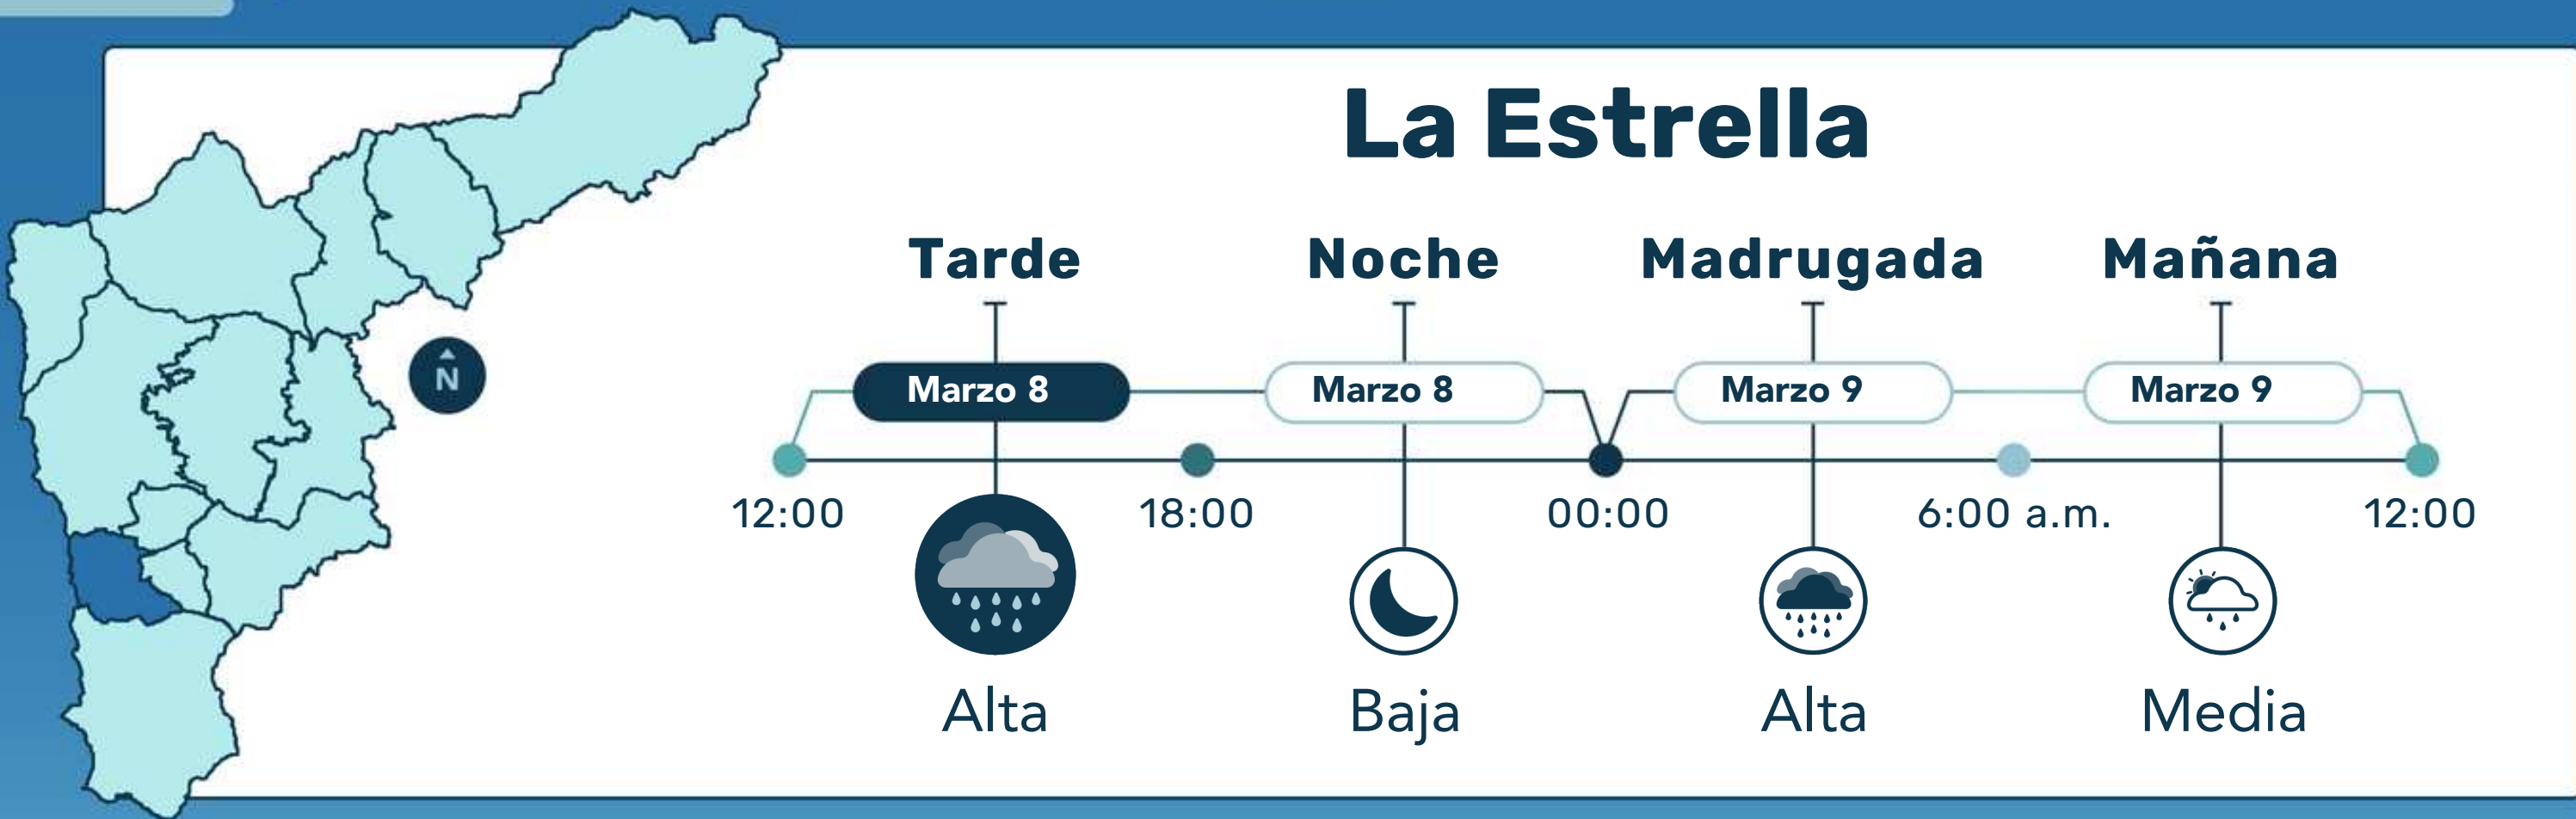 La Estrella
Tarde Noche Madrugada Mañana
Marzo 8 Marzo 8 Marzo 9 Marzo 9
N
12:00 18:00 00:00 6:00 a.m. 12:00
Alta Baja Alta Media